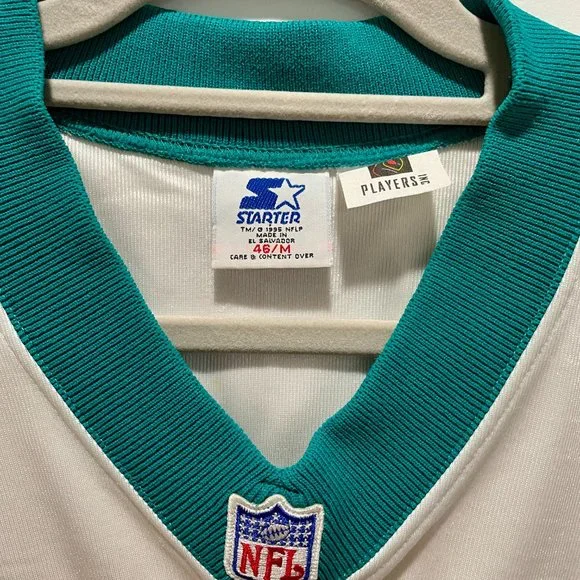 STARTER
TM/© 1995 NFLP
MADE IN
EL SALVADOR
46/M
CARE & CONTENT OVER
PLAYERS INC
NFL